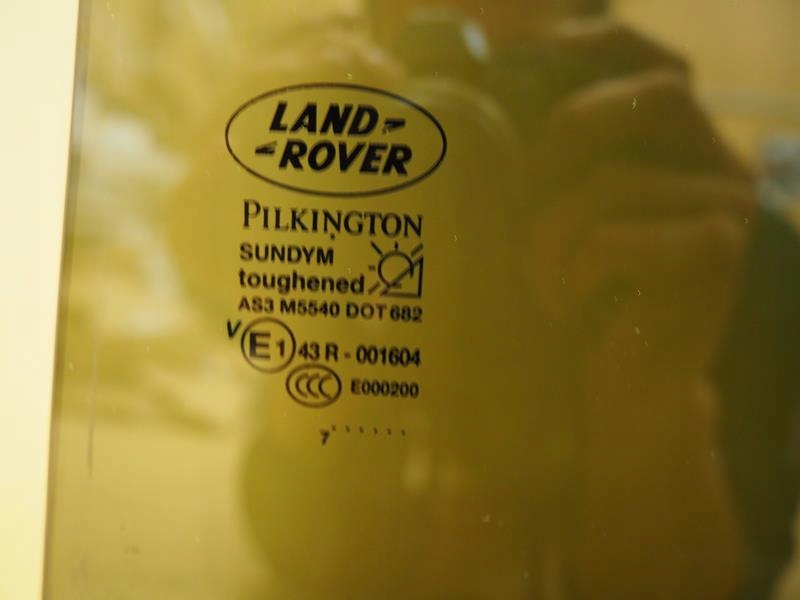 LAND
ROVER
PILKINGTON
SUNDYM
toughened
AS3 M5540 DOT 682
V
E1 43 R - 001604
CCC E000200
7 ......